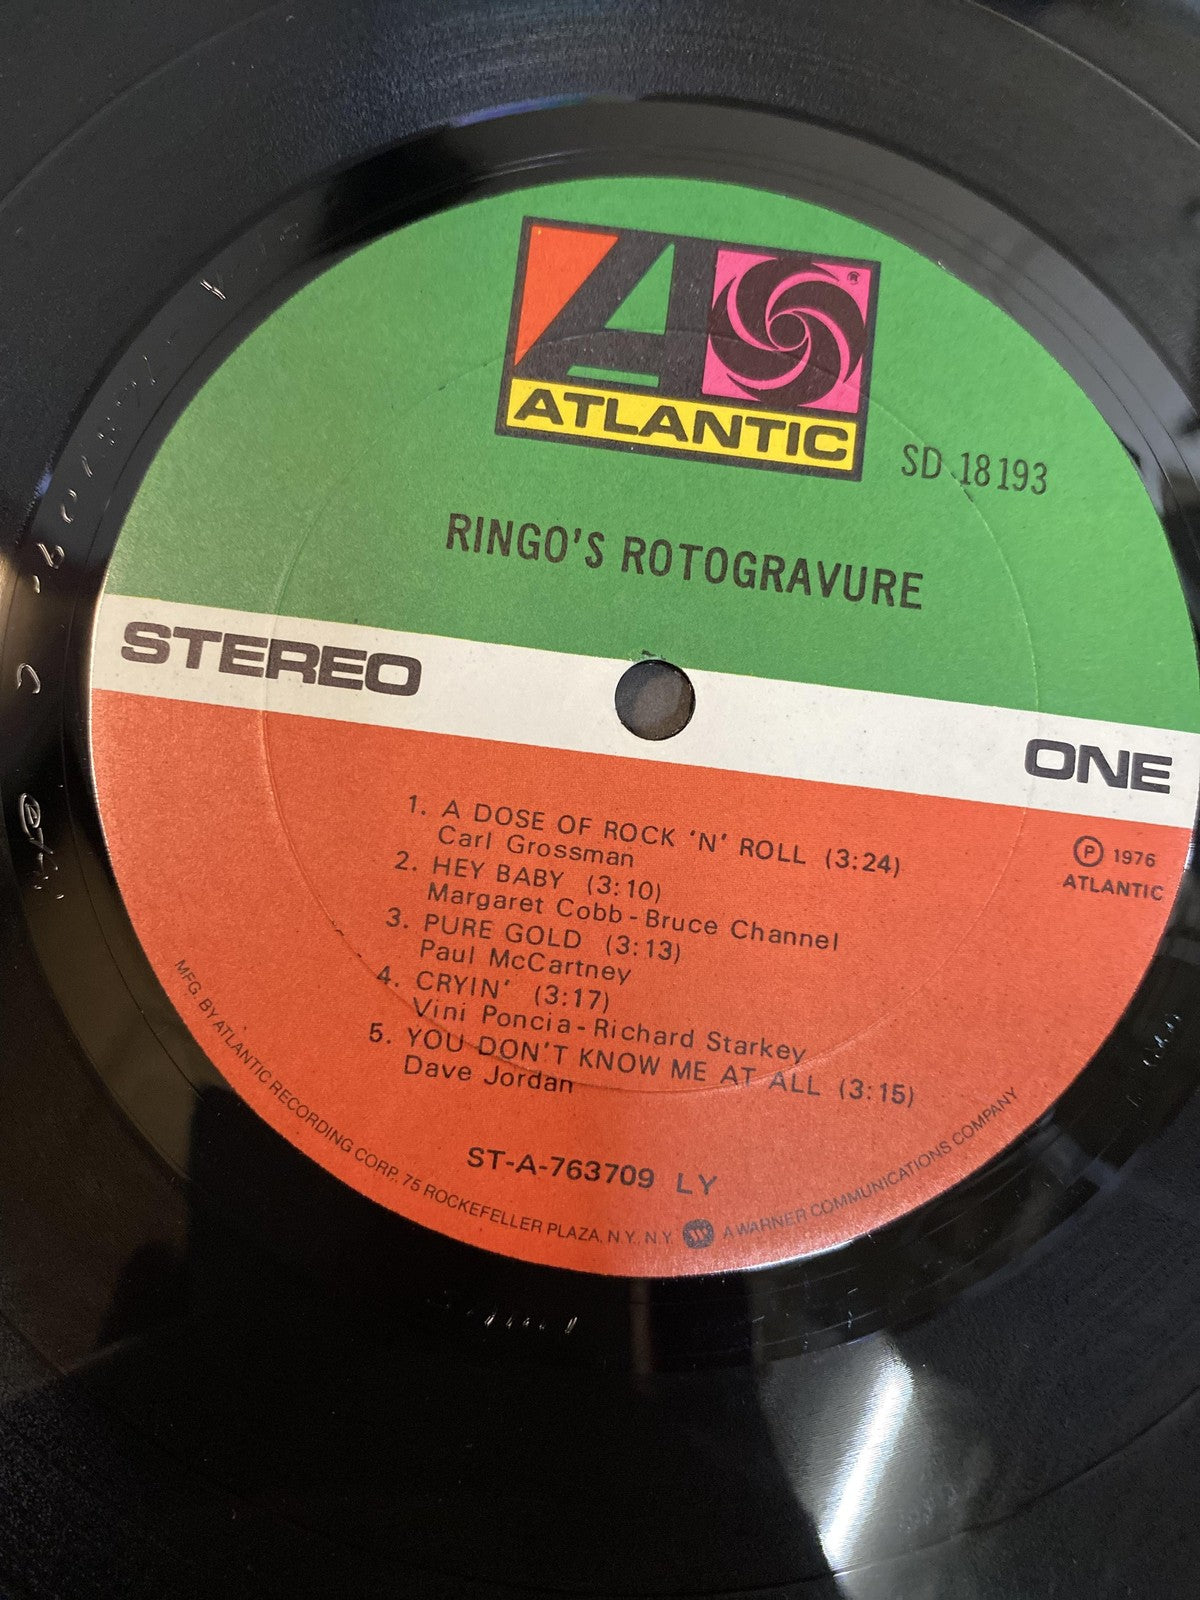 ATLANTIC
®
SD 18193
RINGO'S ROTOGRAVURE
STEREO
ONE
1. A DOSE OF ROCK 'N' ROLL (3:24)
Carl Grossman
2. HEY BABY (3:10)
Margaret Cobb-Bruce Channel
3. PURE GOLD (3:13)
Paul McCartney
4. CRYIN' (3:17)
Vini Poncia-Richard Starkey
5. YOU DON'T KNOW ME AT ALL (3:15)
Dave Jordan
Ⓟ 1976
ATLANTIC
ST-A-763709 LY
MFG. BY ATLANTIC RECORDING CORP., 75 ROCKEFELLER PLAZA, N.Y. N.Y. A WARNER COMMUNICATIONS COMPANY